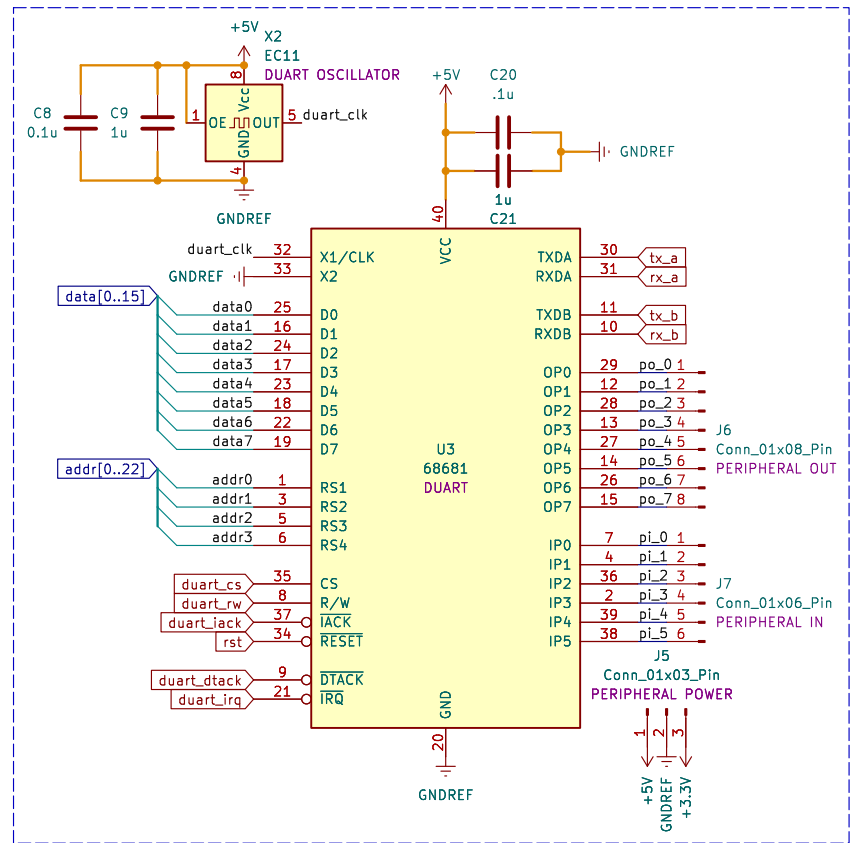 +5V
X2
EC11
DUART OSCILLATOR
8
Vcc
C8
0.1u
C9
1u
1
OE
OUT
5
duart_clk
GND
4
GNDREF
+5V
C20
.1u
GNDREF
1u
C21
40
VCC
duart_clk 32 X1/CLK
GNDREF 33 X2
data[0..15]
data0 25 D0
data1 16 D1
data2 24 D2
data3 17 D3
data4 23 D4
data5 18 D5
data6 22 D6
data7 19 D7
addr[0..22]
addr0 1 RS1
addr1 3 RS2
addr2 5 RS3
addr3 6 RS4
duart_cs 35 CS
duart_rw 8 R/W
duart_iack 37 IACK
rst 34 RESET
duart_dtack 9 DTACK
duart_irq 21 IRQ
U3
68681
DUART
TXDA 30 tx_a
RXDA 31 rx_a
TXDB 11 tx_b
RXDB 10 rx_b
OP0 29 po_0 1
OP1 12 po_1 2
OP2 28 po_2 3
OP3 13 po_3 4
OP4 27 po_4 5
OP5 14 po_5 6
OP6 26 po_6 7
OP7 15 po_7 8
J6
Conn_01x08_Pin
PERIPHERAL OUT
IP0 7 pi_0 1
IP1 4 pi_1 2
IP2 36 pi_2 3
IP3 2 pi_3 4
IP4 39 pi_4 5
IP5 38 pi_5 6
J7
Conn_01x06_Pin
PERIPHERAL IN
J5
Conn_01x03_Pin
PERIPHERAL POWER
1
2
3
+5V
GNDREF
+3.3V
GND
20
GNDREF